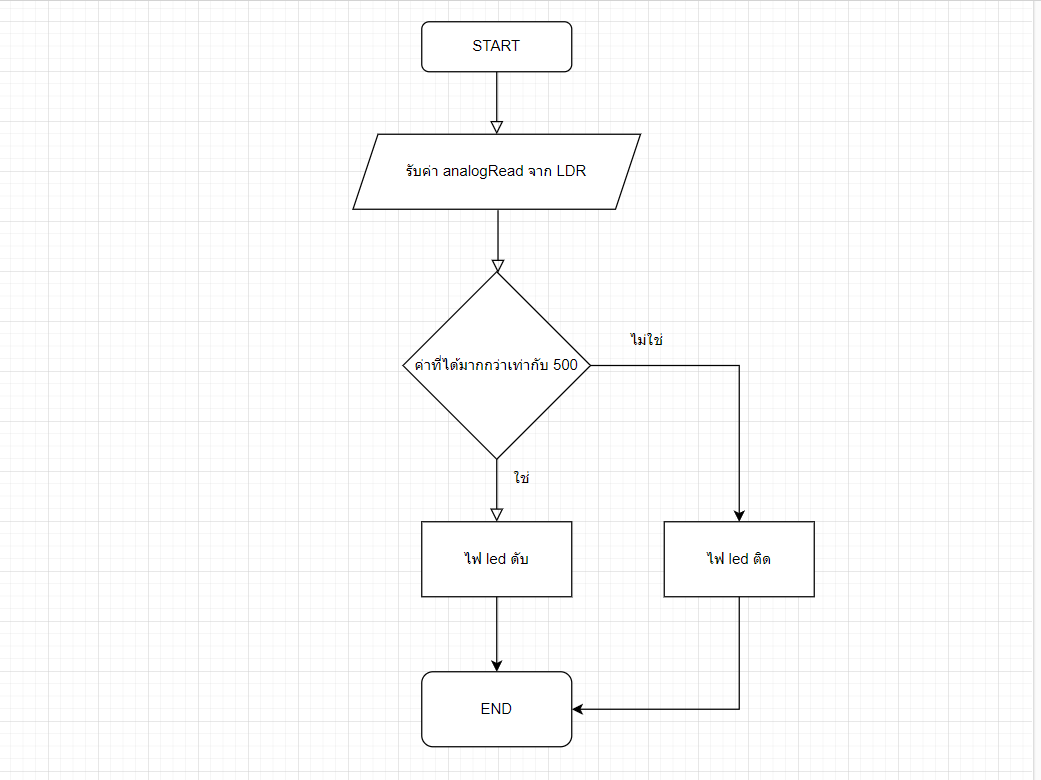 START
รับค่า analogRead จาก LDR
ค่าที่ได้มากกว่าเท่ากับ 500
ไม่ใช่
ใช่
ไฟ led ดับ
ไฟ led ติด
END